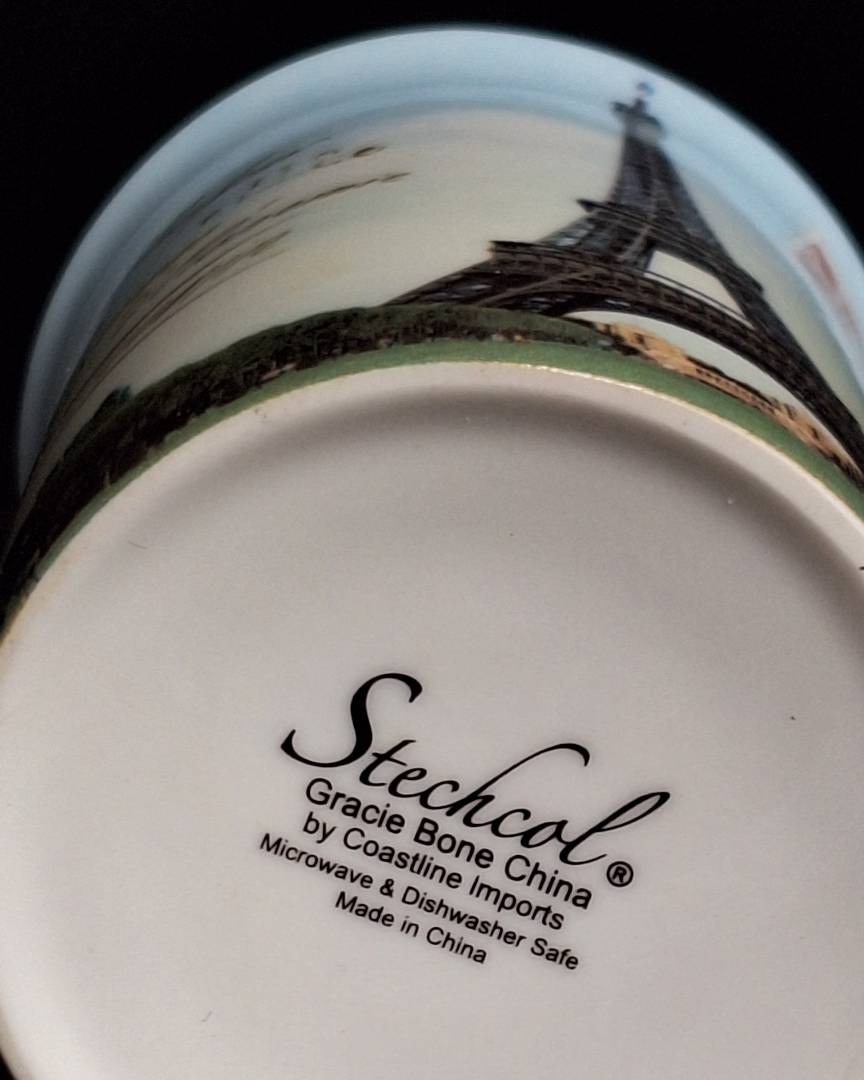 Stechcol®
Gracie Bone China
by Coastline Imports
Microwave & Dishwasher Safe
Made in China